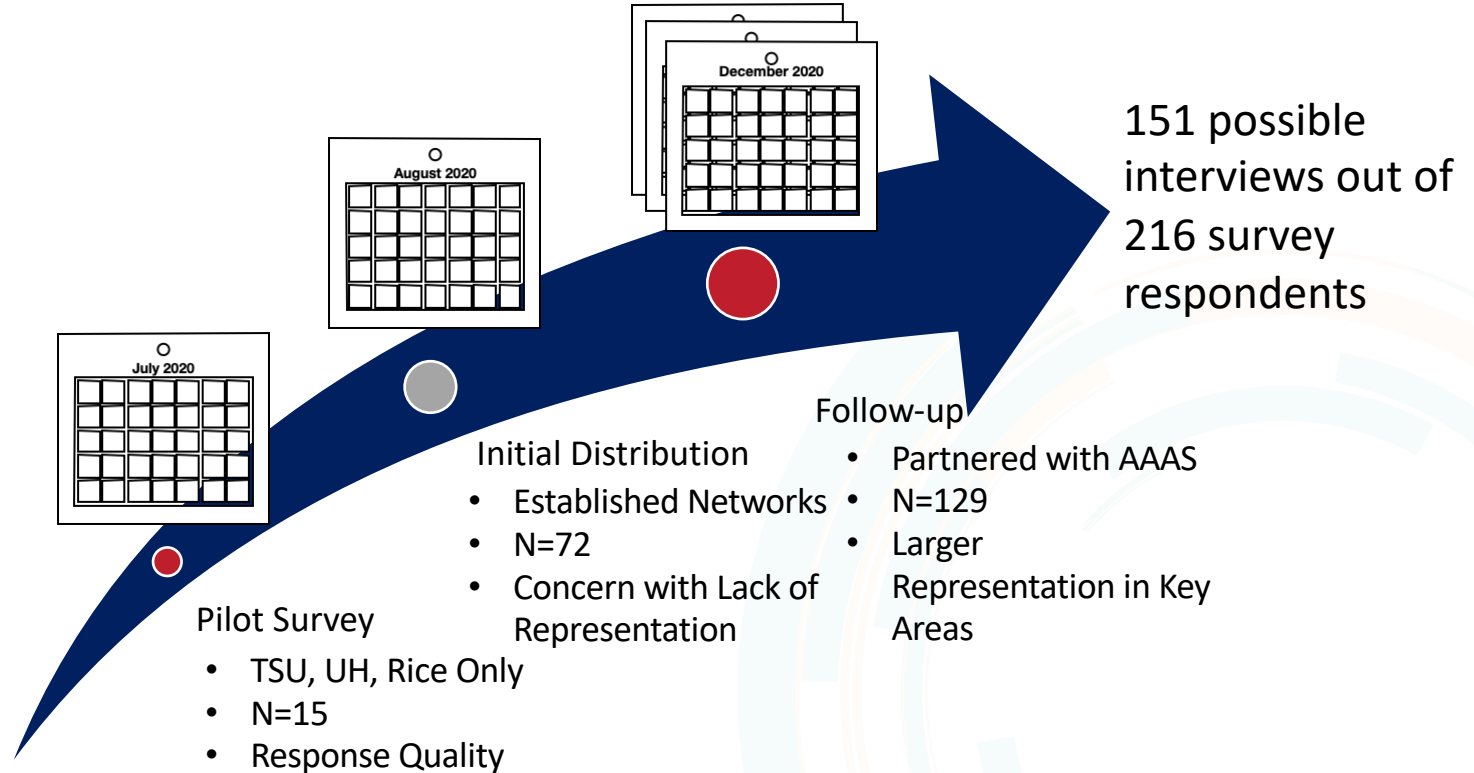 July 2020
August 2020
December 2020
Pilot Survey
• TSU, UH, Rice Only
• N=15
• Response Quality
Initial Distribution
• Established Networks
• N=72
• Concern with Lack of
Representation
Follow-up
• Partnered with AAAS
• N=129
• Larger
Representation in Key
Areas
151 possible
interviews out of
216 survey
respondents